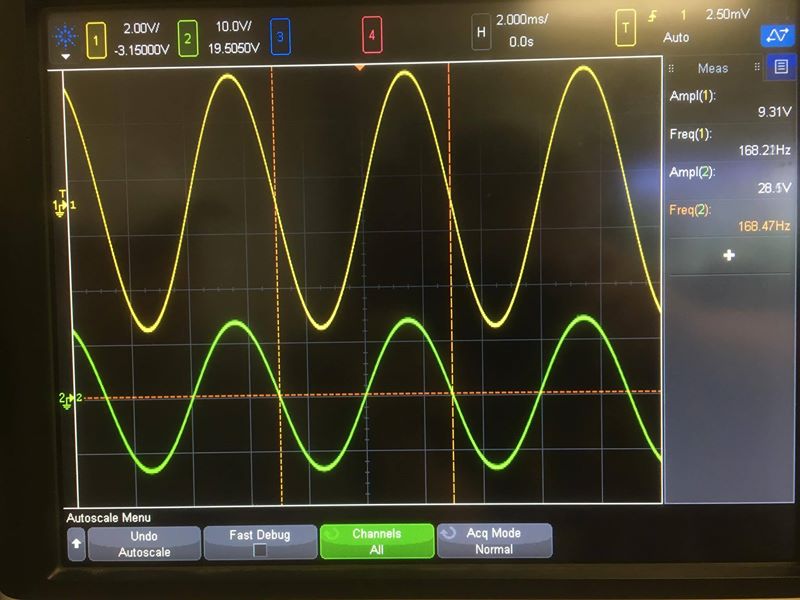 1 2.00V/ -3.15000V
2 10.0V/ 19.5050V
3
4
H 2.000ms/ 0.0s
T 1 2.50mV Auto
Meas
Ampl(1):
9.31V
Freq(1):
168.21Hz
Ampl(2):
Freq(2):
168.47Hz
T
1 1
2 2
Autoscale Menu
Undo
Autoscale
Fast Debug
Channels
All
Acq Mode
Normal